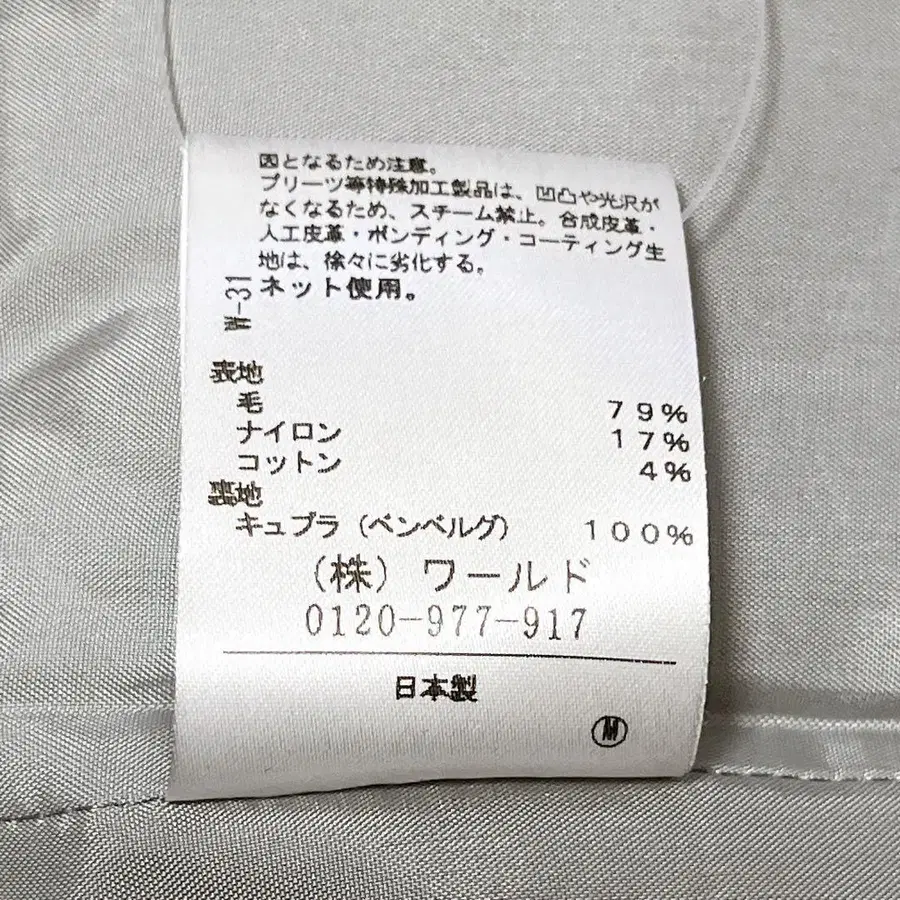 因となるため注意。
プリーツ等特殊加工製品は、凹凸や光沢が
なくなるため、スチーム禁止。合成皮革・
人工皮革・ボンディング・コーティング生
地は、徐々に劣化する。
ネット使用。
W-31
表地
毛 79%
ナイロン 17%
コットン 4%
裏地
キュプラ（ベンベルグ） 100%
（株）ワールド
0120-977-917
日本製
M